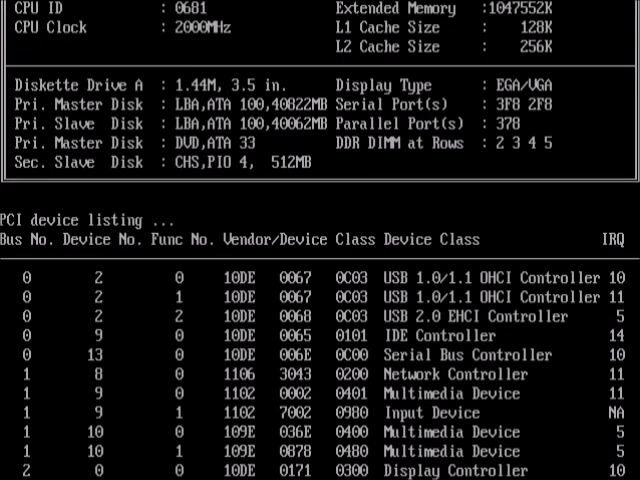 CPU ID : 0681 Extended Memory :1047552K
CPU Clock : 2000MHz L1 Cache Size : 128K
L2 Cache Size : 256K
Diskette Drive A : 1.44M, 3.5 in. Display Type : EGA/VGA
Pri. Master Disk : LBA,ATA 100,40822MB Serial Port(s) : 3F8 2F8
Pri. Slave Disk : LBA,ATA 100,40062MB Parallel Port(s) : 378
Pri. Master Disk : DVD,ATA 33 DDR DIMM at Rows : 2 3 4 5
Sec. Slave Disk : CHS,PIO 4, 512MB
PCI device listing ...
Bus No. Device No. Func No. Vendor/Device Class Device Class IRQ
0 2 0 10DE 0067 0C03 USB 1.0/1.1 OHCI Controller 10
0 2 1 10DE 0067 0C03 USB 1.0/1.1 OHCI Controller 11
0 2 2 10DE 0068 0C03 USB 2.0 EHCI Controller 5
0 9 0 10DE 0065 0101 IDE Controller 14
0 13 0 10DE 006E 0C00 Serial Bus Controller 10
1 8 0 1106 3043 0200 Network Controller 11
1 9 0 1102 0002 0401 Multimedia Device 11
1 9 1 1102 7002 0980 Input Device NA
1 10 0 109E 036E 0400 Multimedia Device 5
1 10 1 109E 0878 0480 Multimedia Device 5
2 0 0 10DE 0171 0300 Display Controller 10